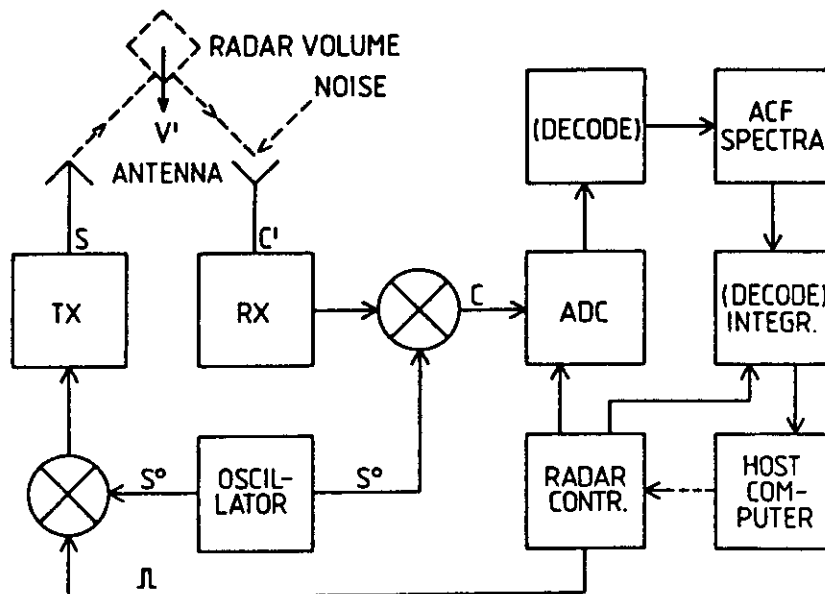 RADAR VOLUME
NOISE
V'
ANTENNA
S
C'
TX
RX
C
ADC
(DECODE)
ACF
SPECTRA
(DECODE)
INTEGR.
S°
OSCIL-
LATOR
S°
RADAR
CONTR.
HOST
COM-
PUTER